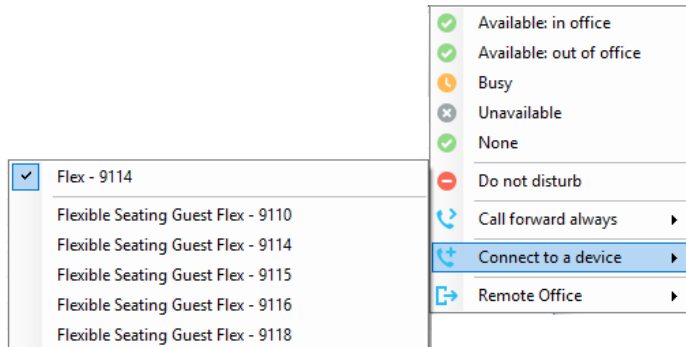 Available: in office
Available: out of office
Busy
Unavailable
None
Do not disturb
Call forward always
Connect to a device
Remote Office
Flex - 9114
Flexible Seating Guest Flex - 9110
Flexible Seating Guest Flex - 9114
Flexible Seating Guest Flex - 9115
Flexible Seating Guest Flex - 9116
Flexible Seating Guest Flex - 9118